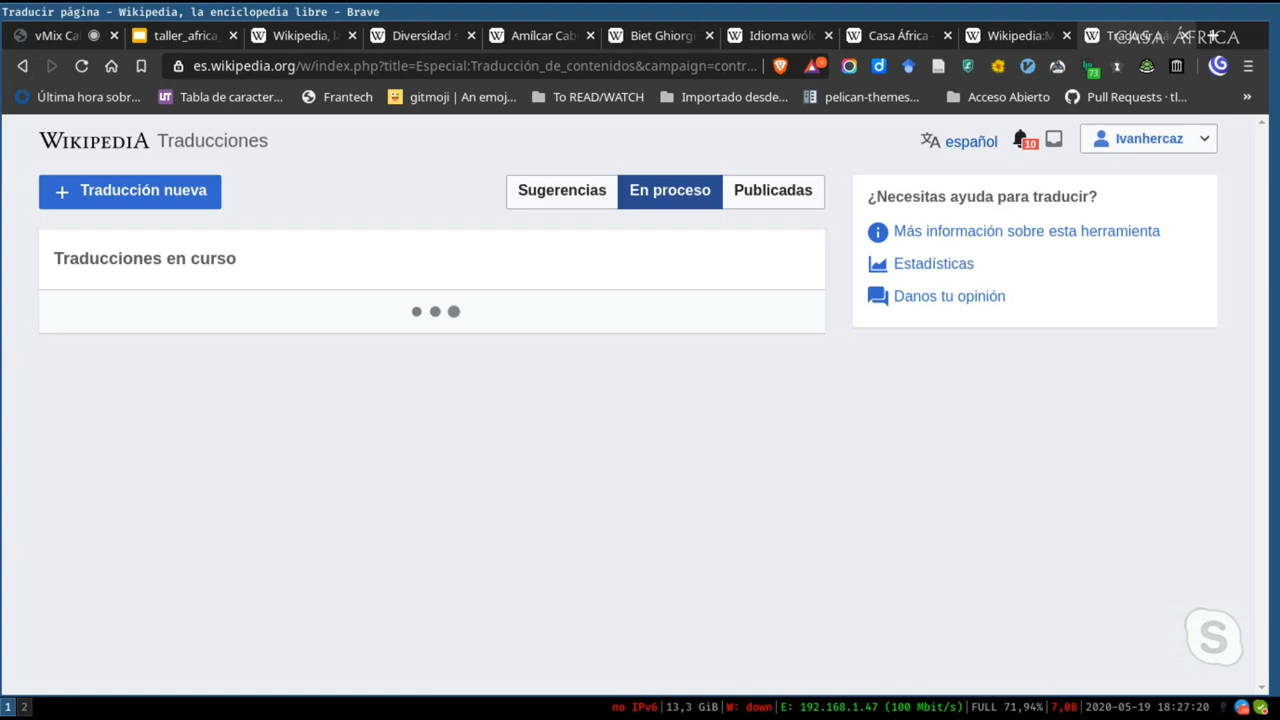 Traducir página - Wikipedia, la enciclopedia libre - Brave
vMix Ca
taller_africa
Wikipedia, l
Diversidad
Amílcar Cab
Biet Ghiorgi
Idioma wól
Casa África
Wikipedia:M
CASA ÁFRICA
es.wikipedia.org/w/index.php?title=Especial:Traducción_de_contenidos&campaign=contr...
73
Última hora sobr...
Tabla de caracter...
Frantech
gitmoji | An emoj...
To READ/WATCH
Importado desde...
pelican-themes...
Acceso Abierto
Pull Requests · tl...
»
WIKIPEDIA Traducciones
español
10
Ivanhercaz
+ Traducción nueva
Sugerencias
En proceso
Publicadas
¿Necesitas ayuda para traducir?
Más información sobre esta herramienta
Estadísticas
Danos tu opinión
Traducciones en curso
S
1
2
no IPv6|13,3 GiB|W: down|E: 192.168.1.47 (100 Mbit/s)|FULL 71,94%|7,08|2020-05-19 18:27:20